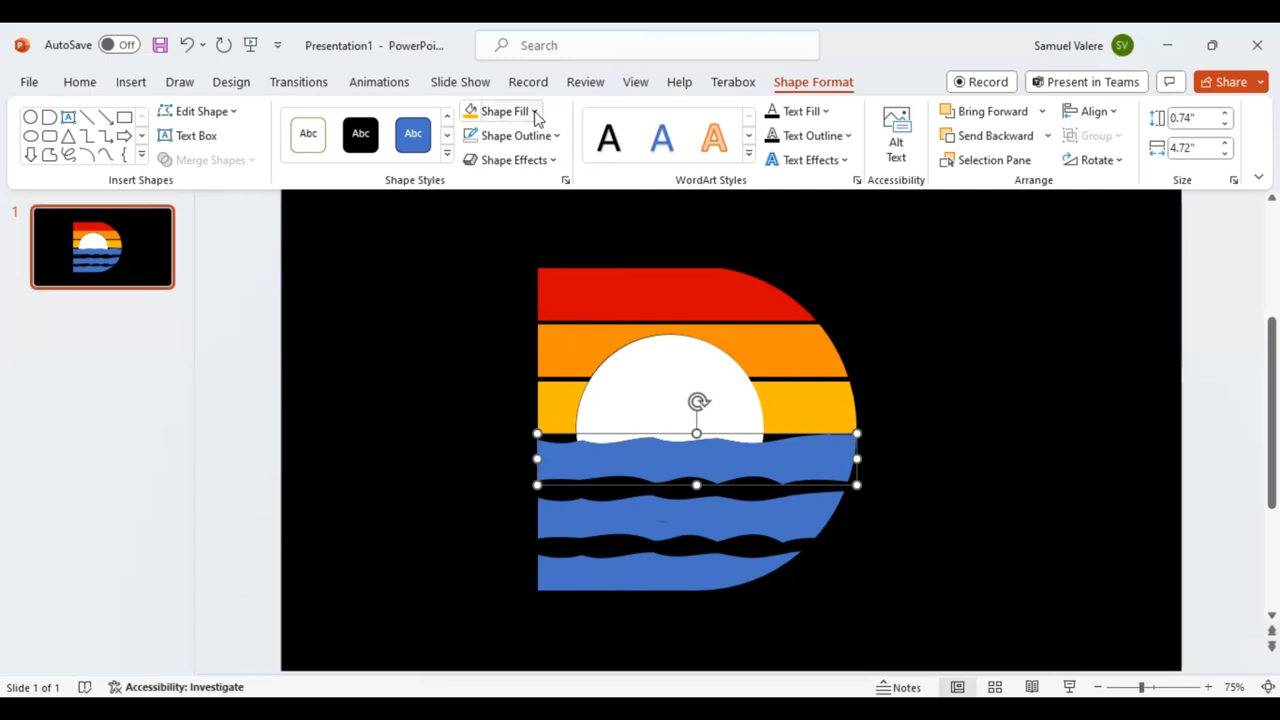 AutoSave Off Presentation1 - PowerPoi... Search Samuel Valere SV
File Home Insert Draw Design Transitions Animations Slide Show Record Review View Help Terabox Shape Format Record Present in Teams Share
Edit Shape
Text Box
Merge Shapes
Insert Shapes
Abc Abc Abc
Shape Fill
Shape Outline
Shape Effects
Shape Styles
A A A
Text Fill
Text Outline
Text Effects
WordArt Styles
Alt
Text
Accessibility
Bring Forward
Send Backward
Selection Pane
Align
Group
Rotate
Arrange
0.74"
4.72"
Size
1
Slide 1 of 1 Accessibility: Investigate Notes 75%